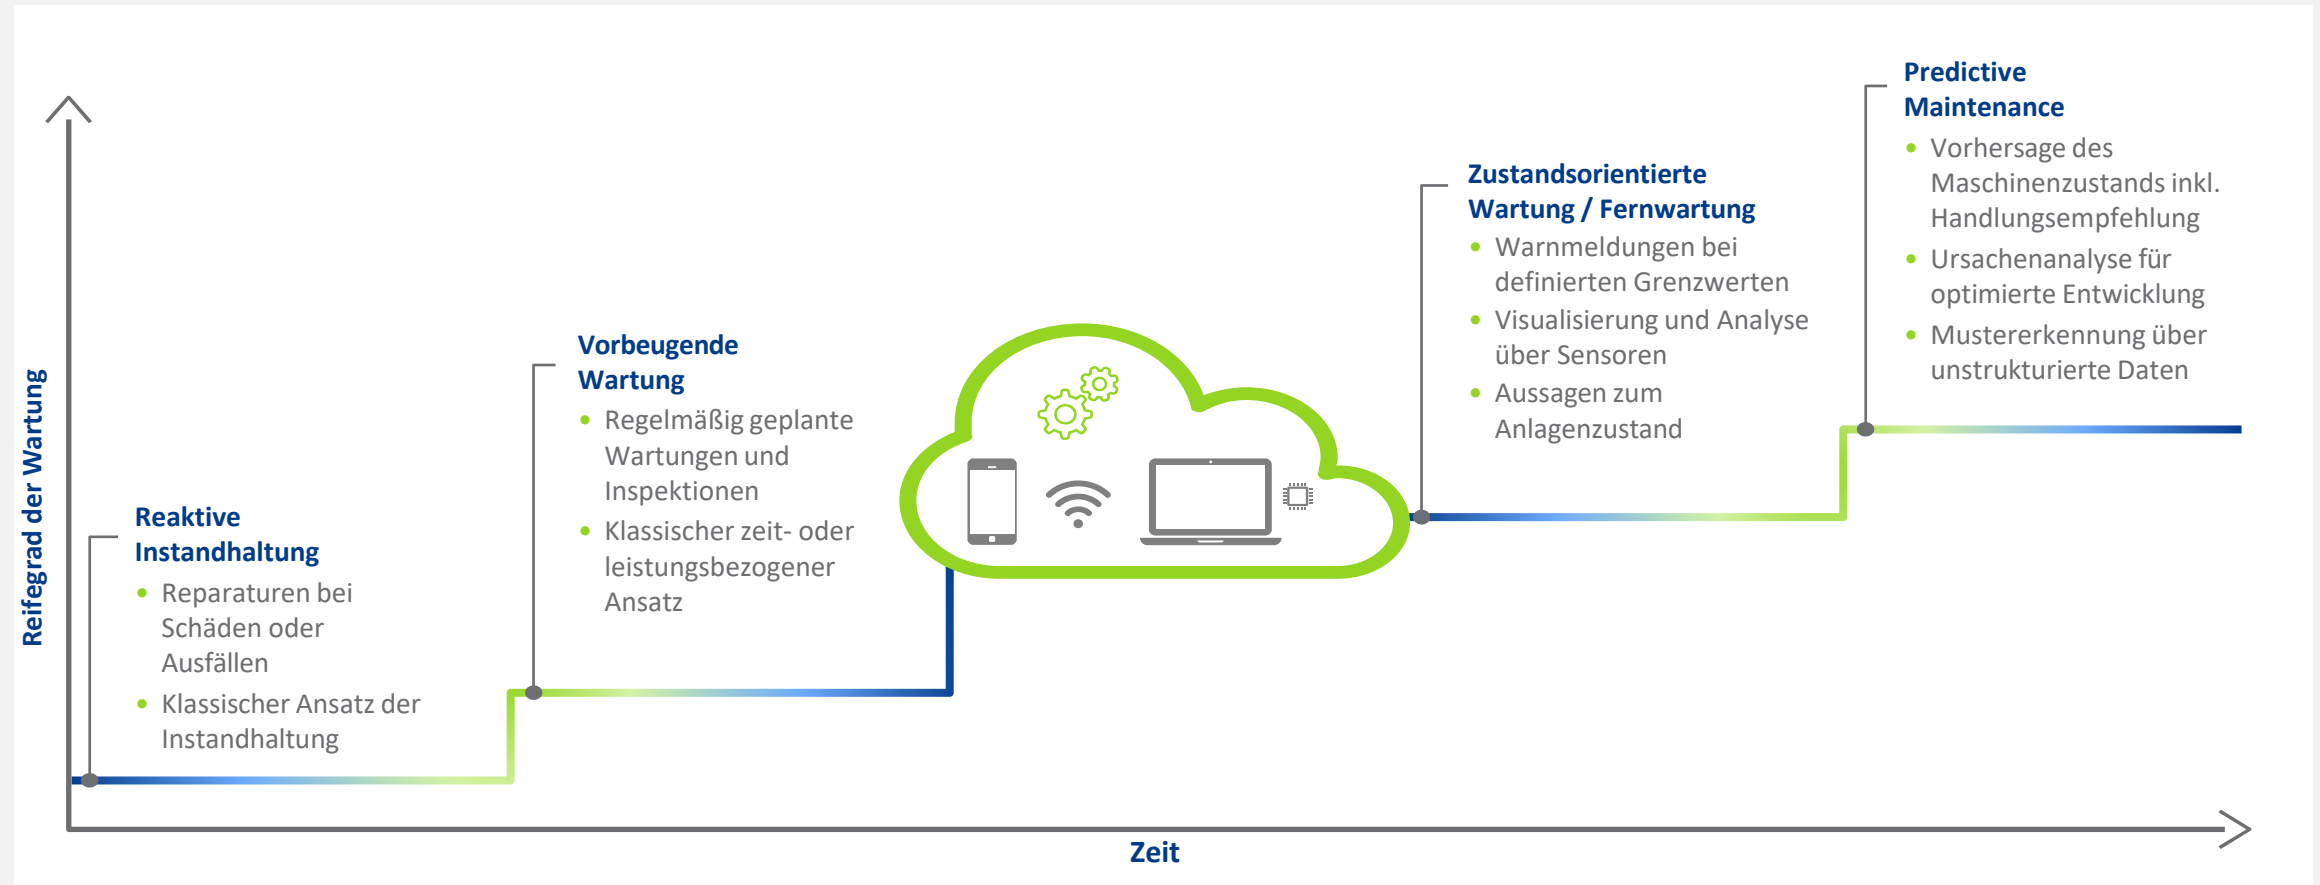 Reifegrad der Wartung
Reaktive
Instandhaltung
• Reparaturen bei
Schäden oder
Ausfällen
• Klassischer Ansatz der
Instandhaltung
Vorbeugende
Wartung
• Regelmäßig geplante
Wartungen und
Inspektionen
• Klassischer zeit- oder
leistungsbezogener
Ansatz
Zustandsorientierte
Wartung / Fernwartung
• Warnmeldungen bei
definierten Grenzwerten
• Visualisierung und Analyse
über Sensoren
• Aussagen zum
Anlagenzustand
Predictive
Maintenance
• Vorhersage des
Maschinenzustands inkl.
Handlungsempfehlung
• Ursachenanalyse für
optimierte Entwicklung
• Mustererkennung über
unstrukturierte Daten
Zeit